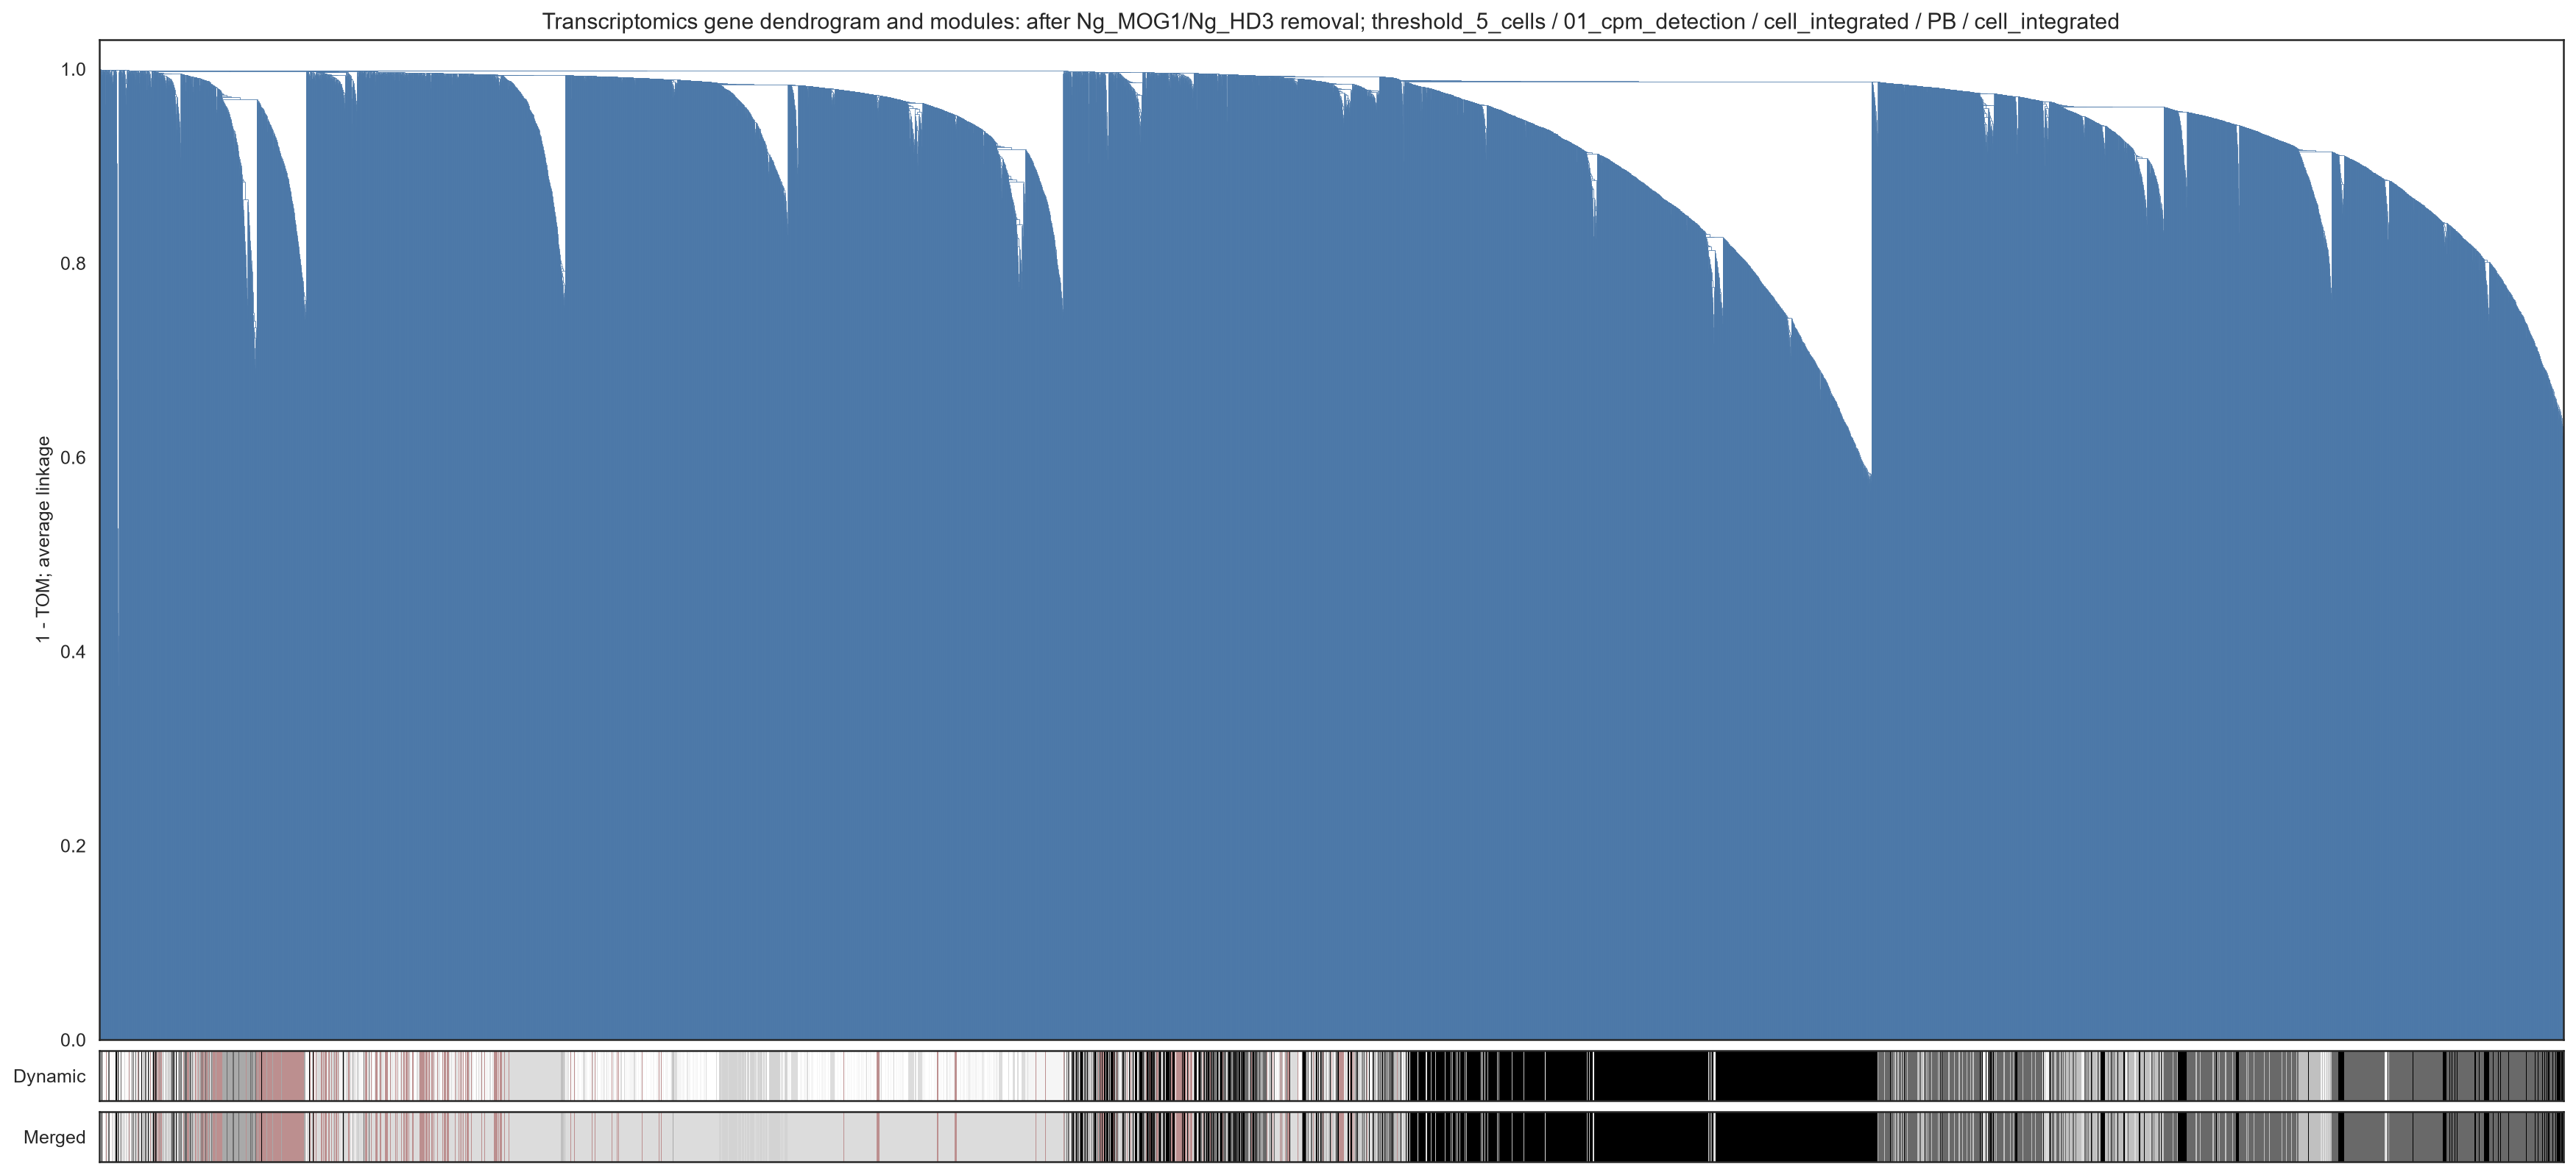 Transcriptomics gene dendrogram and modules: after Ng_MOG1/Ng_HD3 removal; threshold_5_cells / 01_cpm_detection / cell_integrated / PB / cell_integrated
1.0
0.8
0.6
0.4
0.2
0.0
1 - TOM; average linkage
Dynamic
Merged